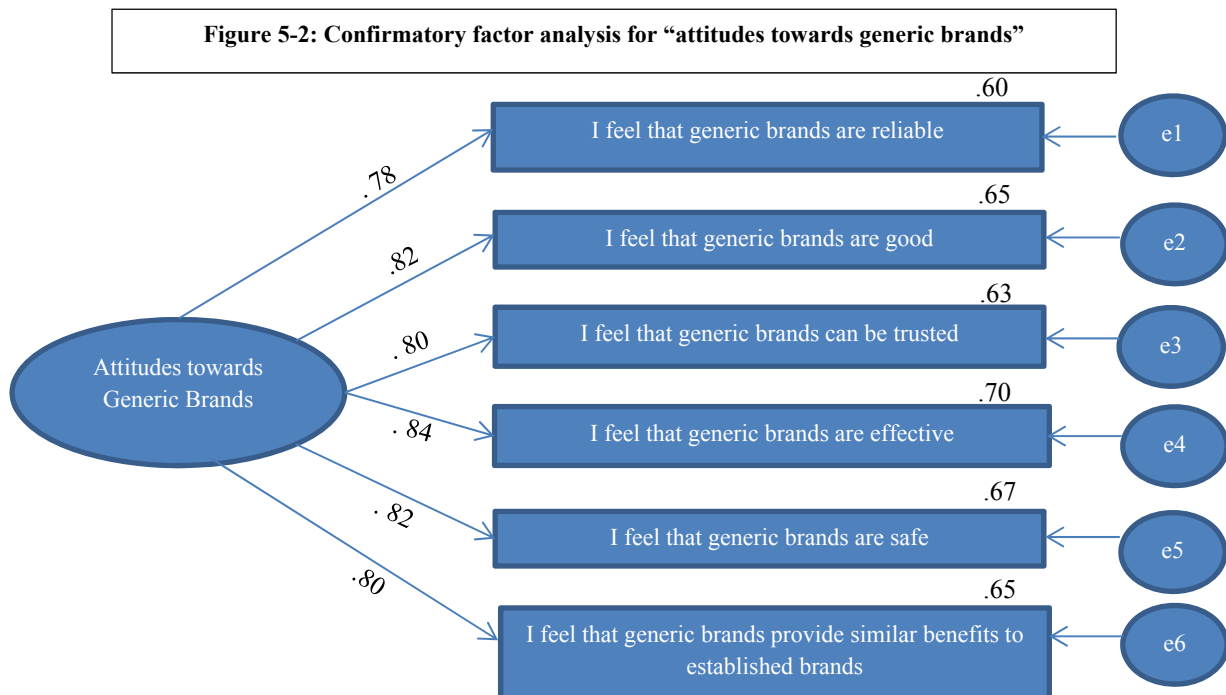 Figure 5-2: Confirmatory factor analysis for “attitudes towards generic brands”
.60
I feel that generic brands are reliable
e1
.78
.65
I feel that generic brands are good
e2
.82
.63
I feel that generic brands can be trusted
e3
.80
Attitudes towards
Generic Brands
.70
I feel that generic brands are effective
e4
. 84
.67
I feel that generic brands are safe
e5
. 82
.65
I feel that generic brands provide similar benefits to
established brands
e6
.80